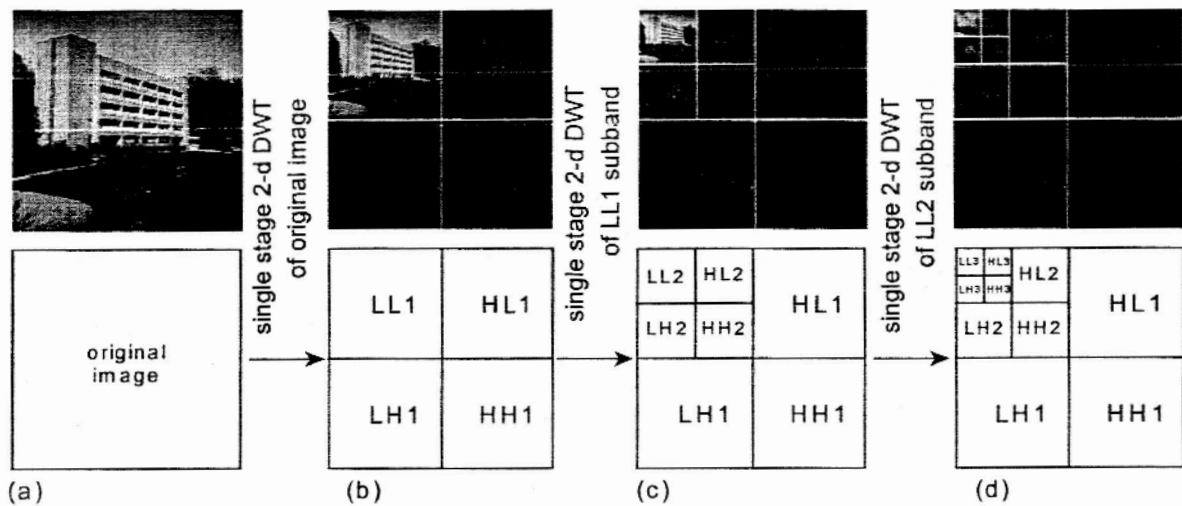 single stage 2-d DWT
of original image
single stage 2-d DWT
of LL1 subband
single stage 2-d DWT
of LL2 subband
original
image
LL1 HL1
LH1 HH1
LL2 HL2
LH2 HH2
HL1
LH1 HH1
LL3 HL3
LH3 HH3
HL2
LH2 HH2
HL1
LH1 HH1
(a) (b) (c) (d)